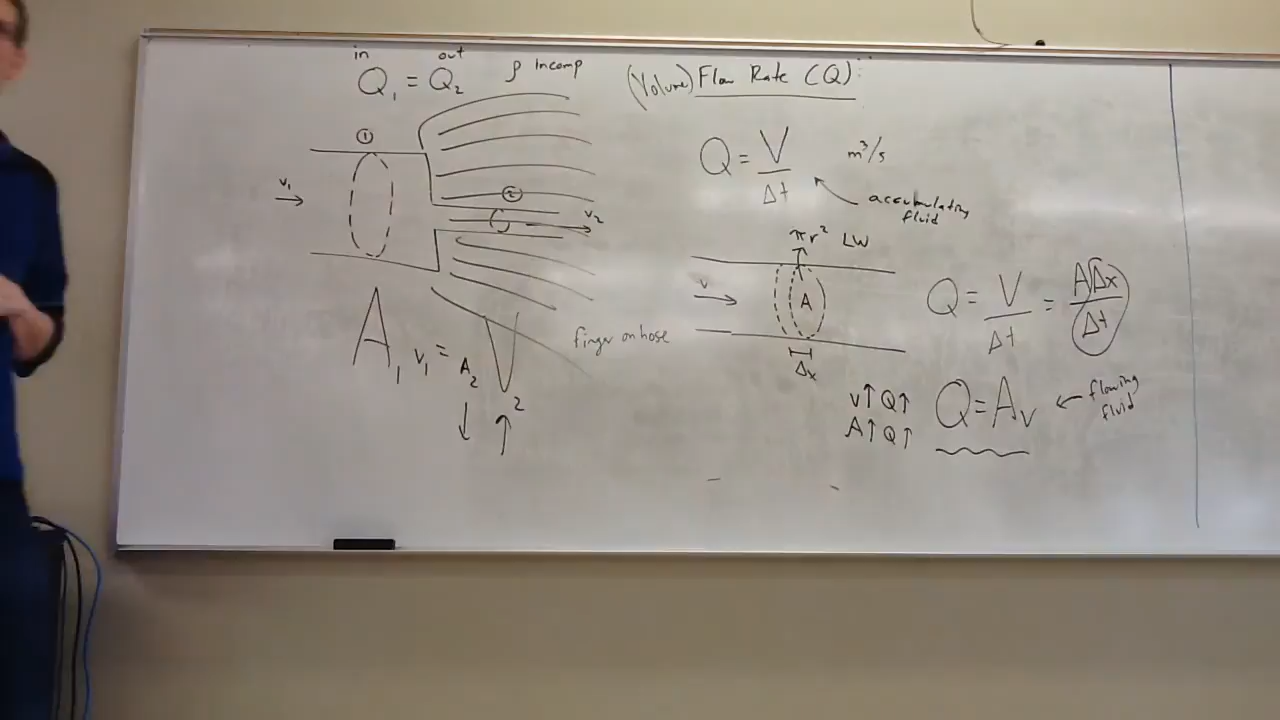 in out
Q₁ = Q₂ ρ incomp
①
v₁
②
v₂
A₁ v₁ = A₂ V₂
↓ ↑
finger on hose
(Volume) Flow Rate (Q):
Q = V/Δt m³/s
accumulating
fluid
πr² LW
v
A
Δx
Q = V/Δt = AΔx/Δt
v↑ Q↑
A↑ Q↑
Q = Av
flowing
fluid